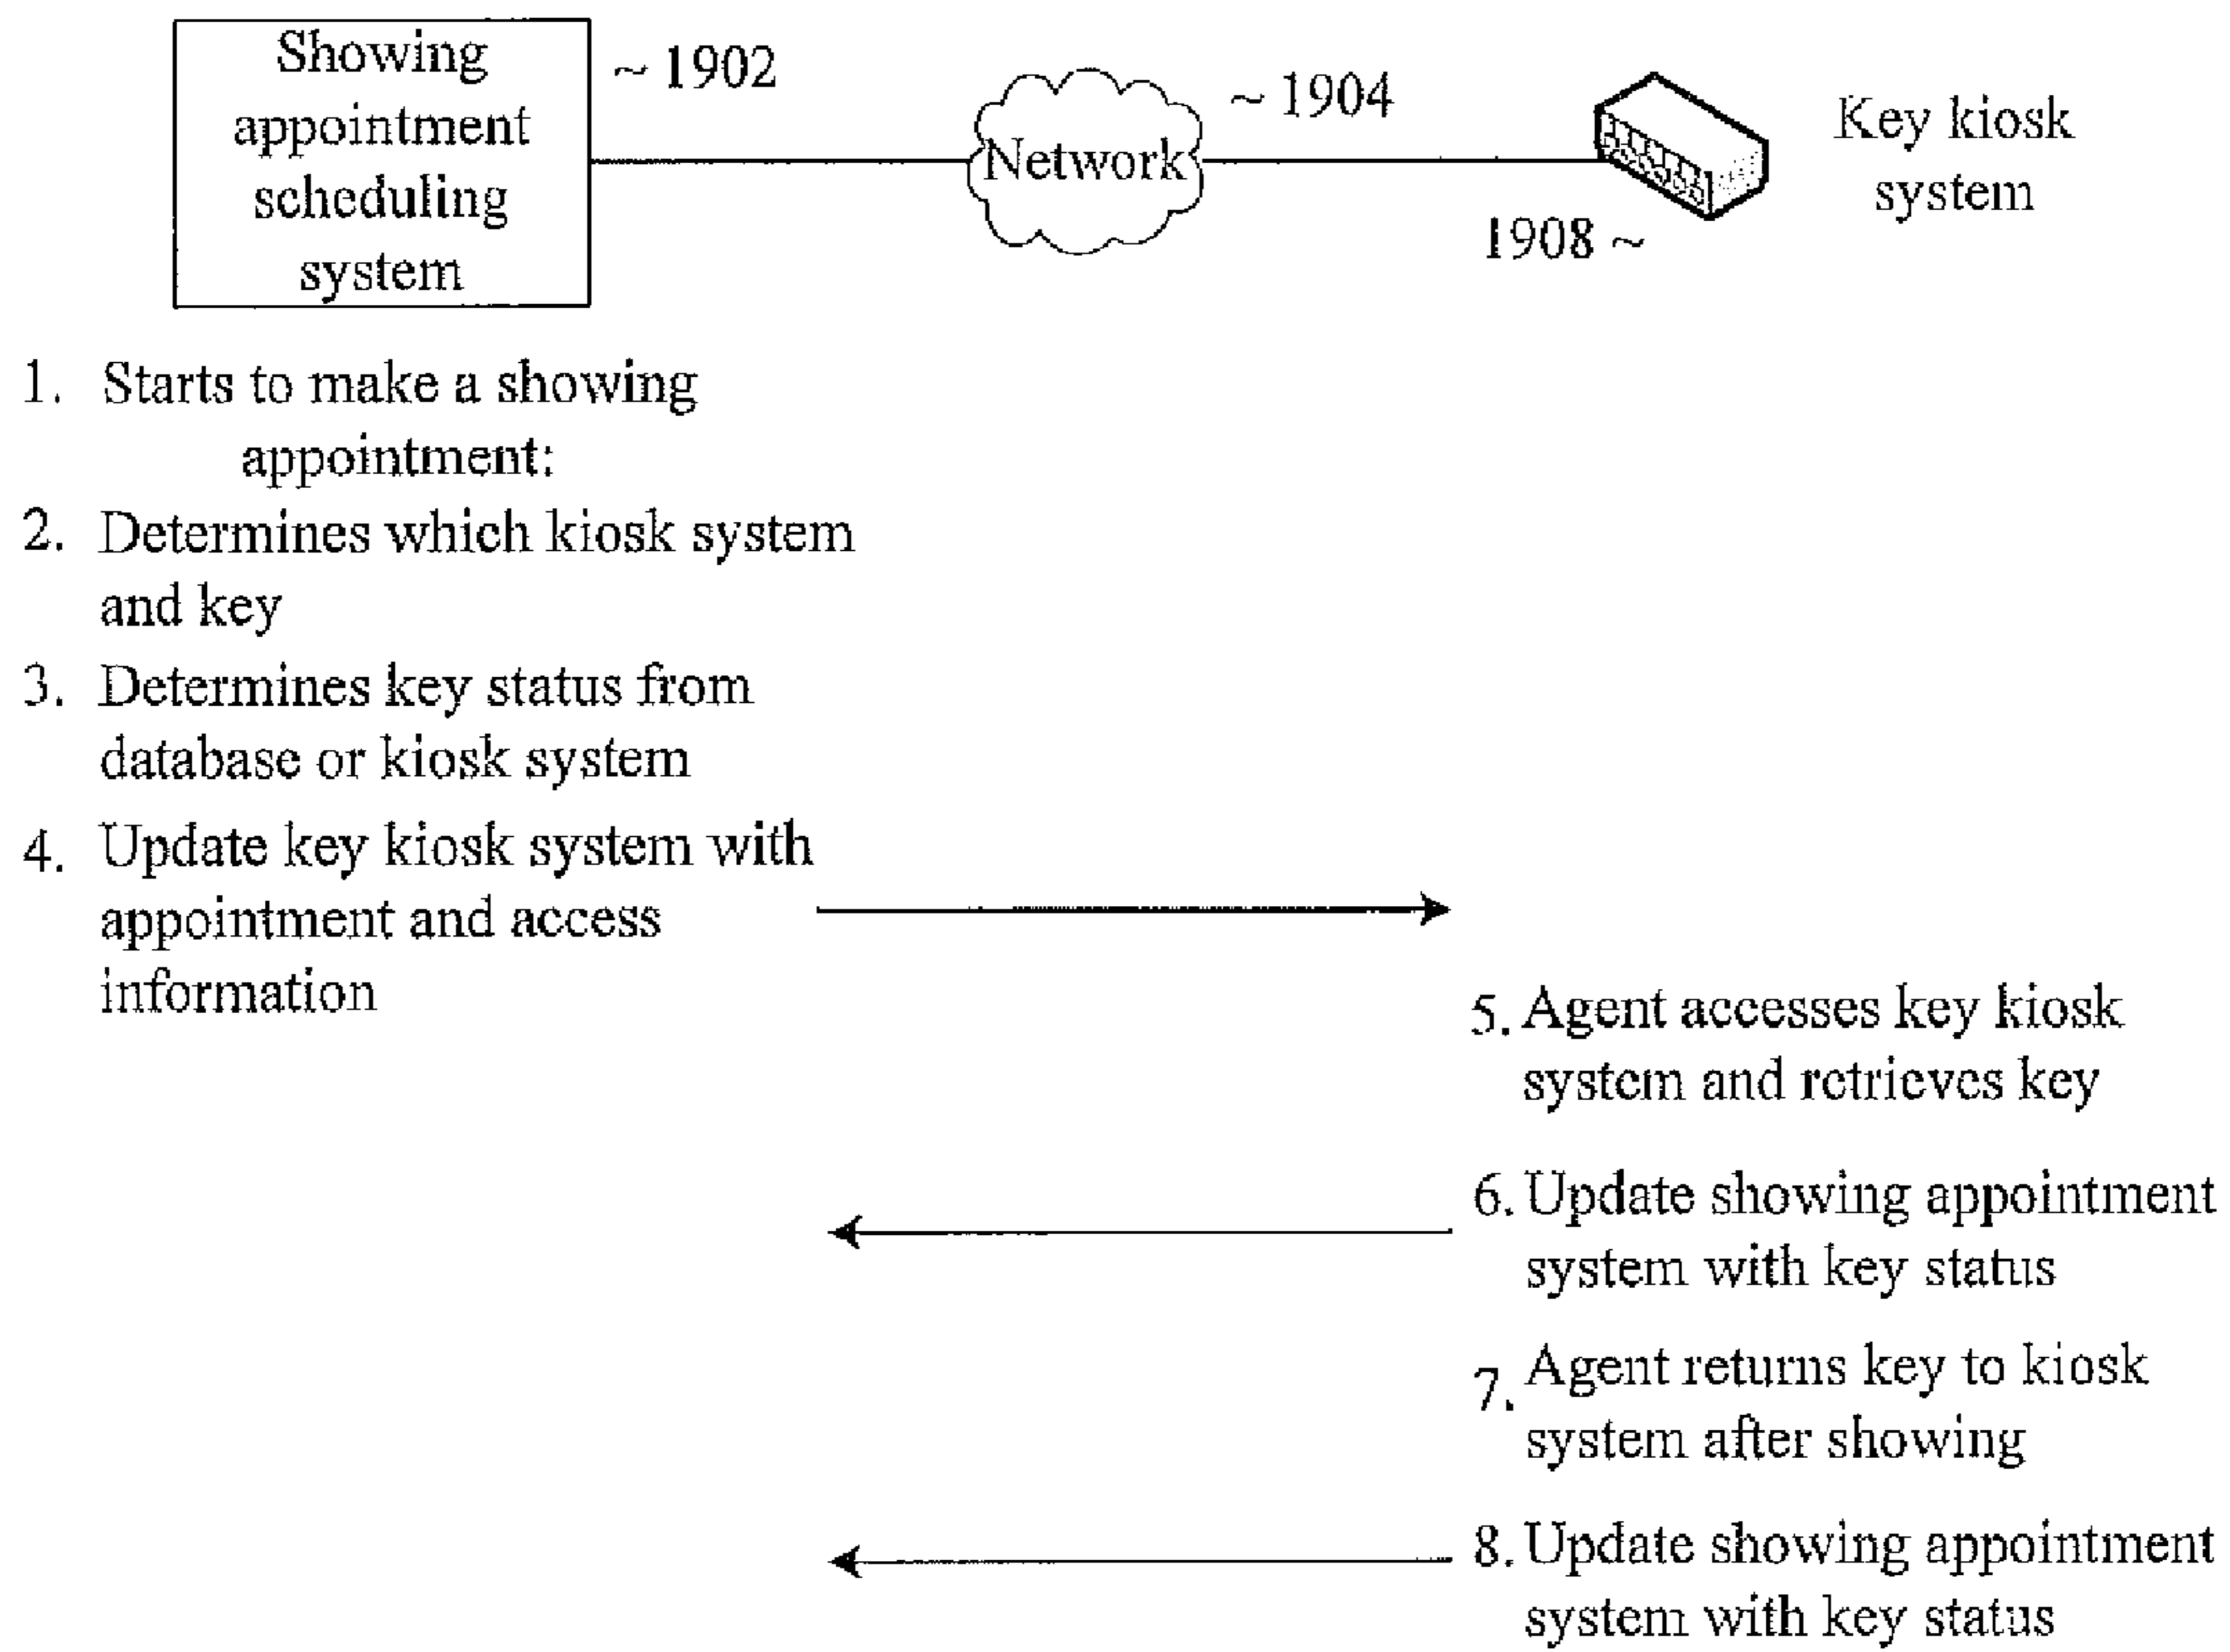 Showing
appointment
scheduling
system
~ 1902
Network
~ 1904
1908 ~
Key kiosk
system
1. Starts to make a showing
appointment:
2. Determines which kiosk system
and key
3. Determines key status from
database or kiosk system
4. Update key kiosk system with
appointment and access
information
5. Agent accesses key kiosk
system and retrieves key
6. Update showing appointment
system with key status
7. Agent returns key to kiosk
system after showing
8. Update showing appointment
system with key status